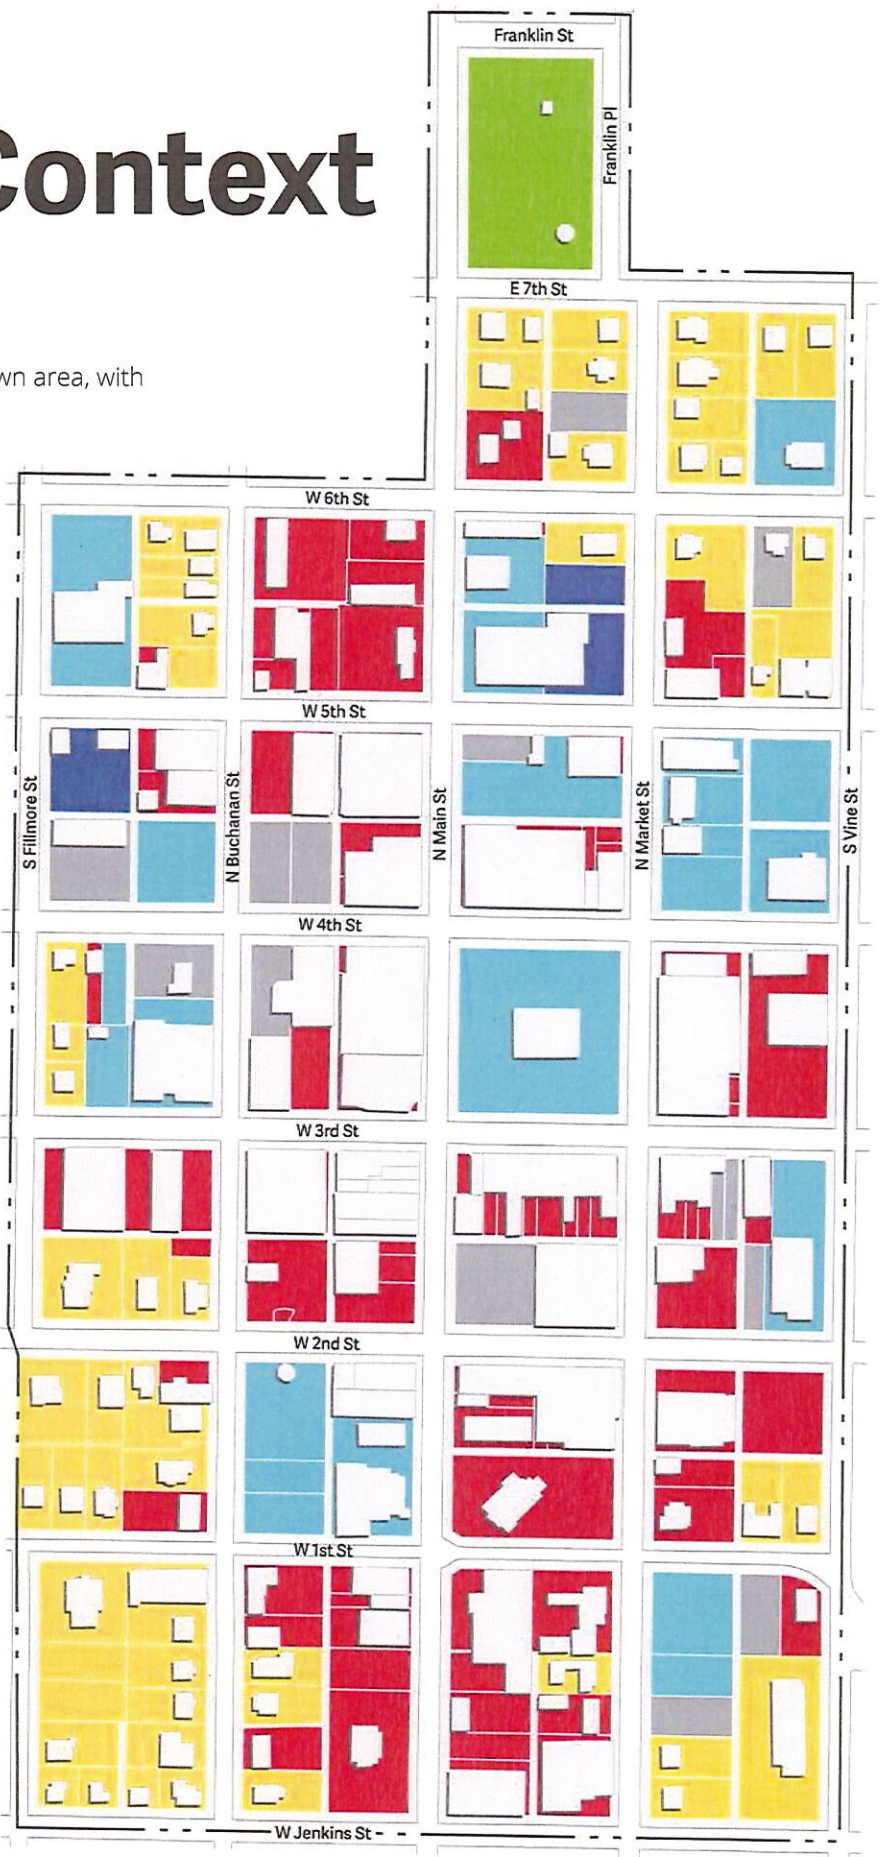 Franklin St
Franklin Pl
Context
E 7th St
wn area, with
W 6th St
W 5th St
S Fillmore St
N Buchanan St
N Main St
N Market St
S Vine St
W 4th St
W 3rd St
W 2nd St
W 1st St
W Jenkins St